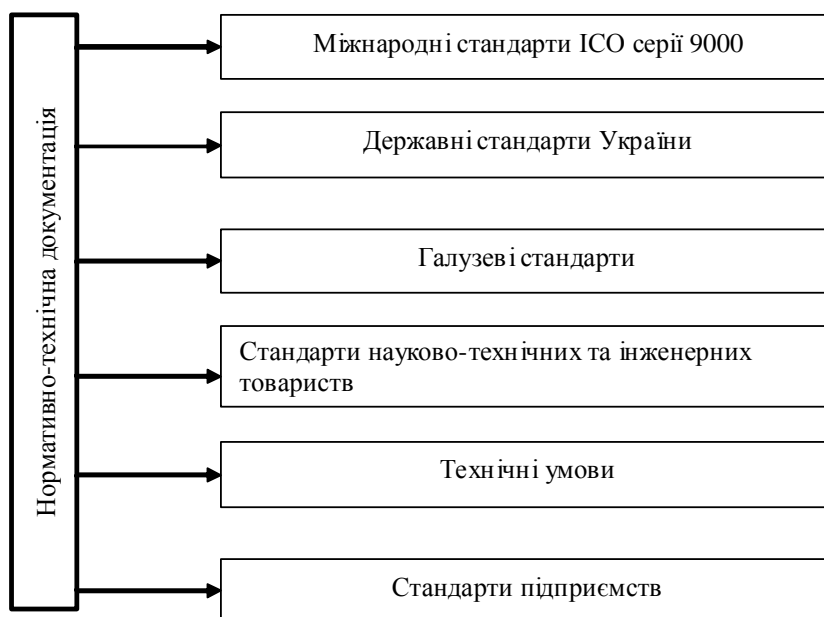 Нормативно-технічна документація
Міжнародні стандарти ІСО серії 9000
Державні стандарти України
Галузеві стандарти
Стандарти науково-технічних та інженерних
товариств
Технічні умови
Стандарти підприємств